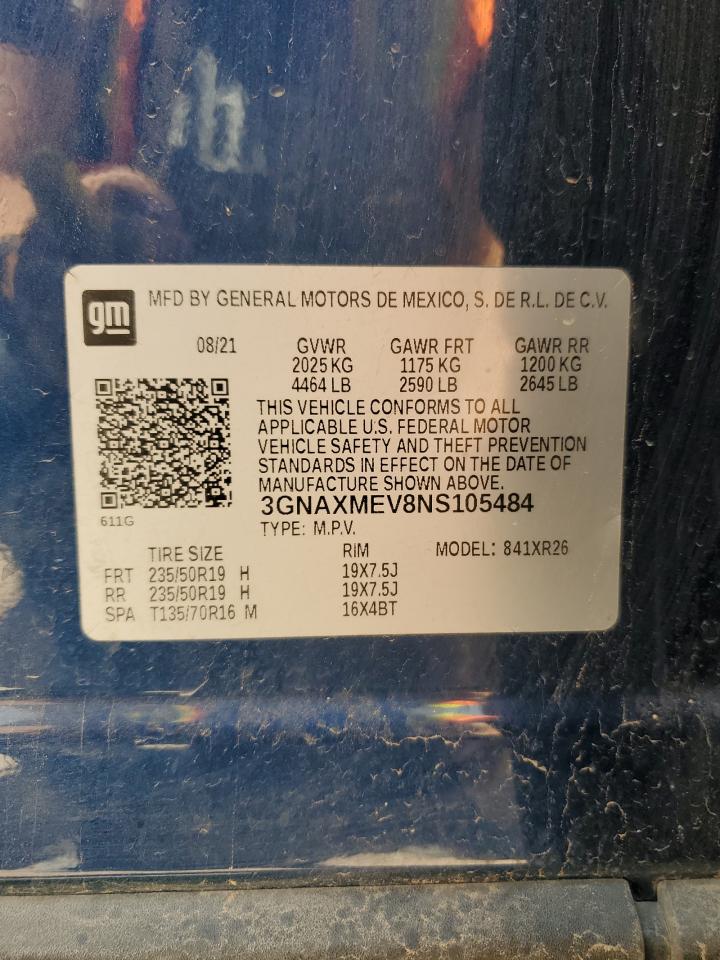 gm
MFD BY GENERAL MOTORS DE MEXICO, S. DE R.L. DE C.V.
08/21 GVWR GAWR FRT GAWR RR
2025 KG 1175 KG 1200 KG
4464 LB 2590 LB 2645 LB
THIS VEHICLE CONFORMS TO ALL
APPLICABLE U.S. FEDERAL MOTOR
VEHICLE SAFETY AND THEFT PREVENTION
STANDARDS IN EFFECT ON THE DATE OF
MANUFACTURE SHOWN ABOVE.
3GNAXMEV8NS105484
611G
TYPE: M.P.V.
TIRE SIZE RIM MODEL: 841XR26
FRT 235/50R19 H 19X7.5J
RR 235/50R19 H 19X7.5J
SPA T135/70R16 M 16X4BT